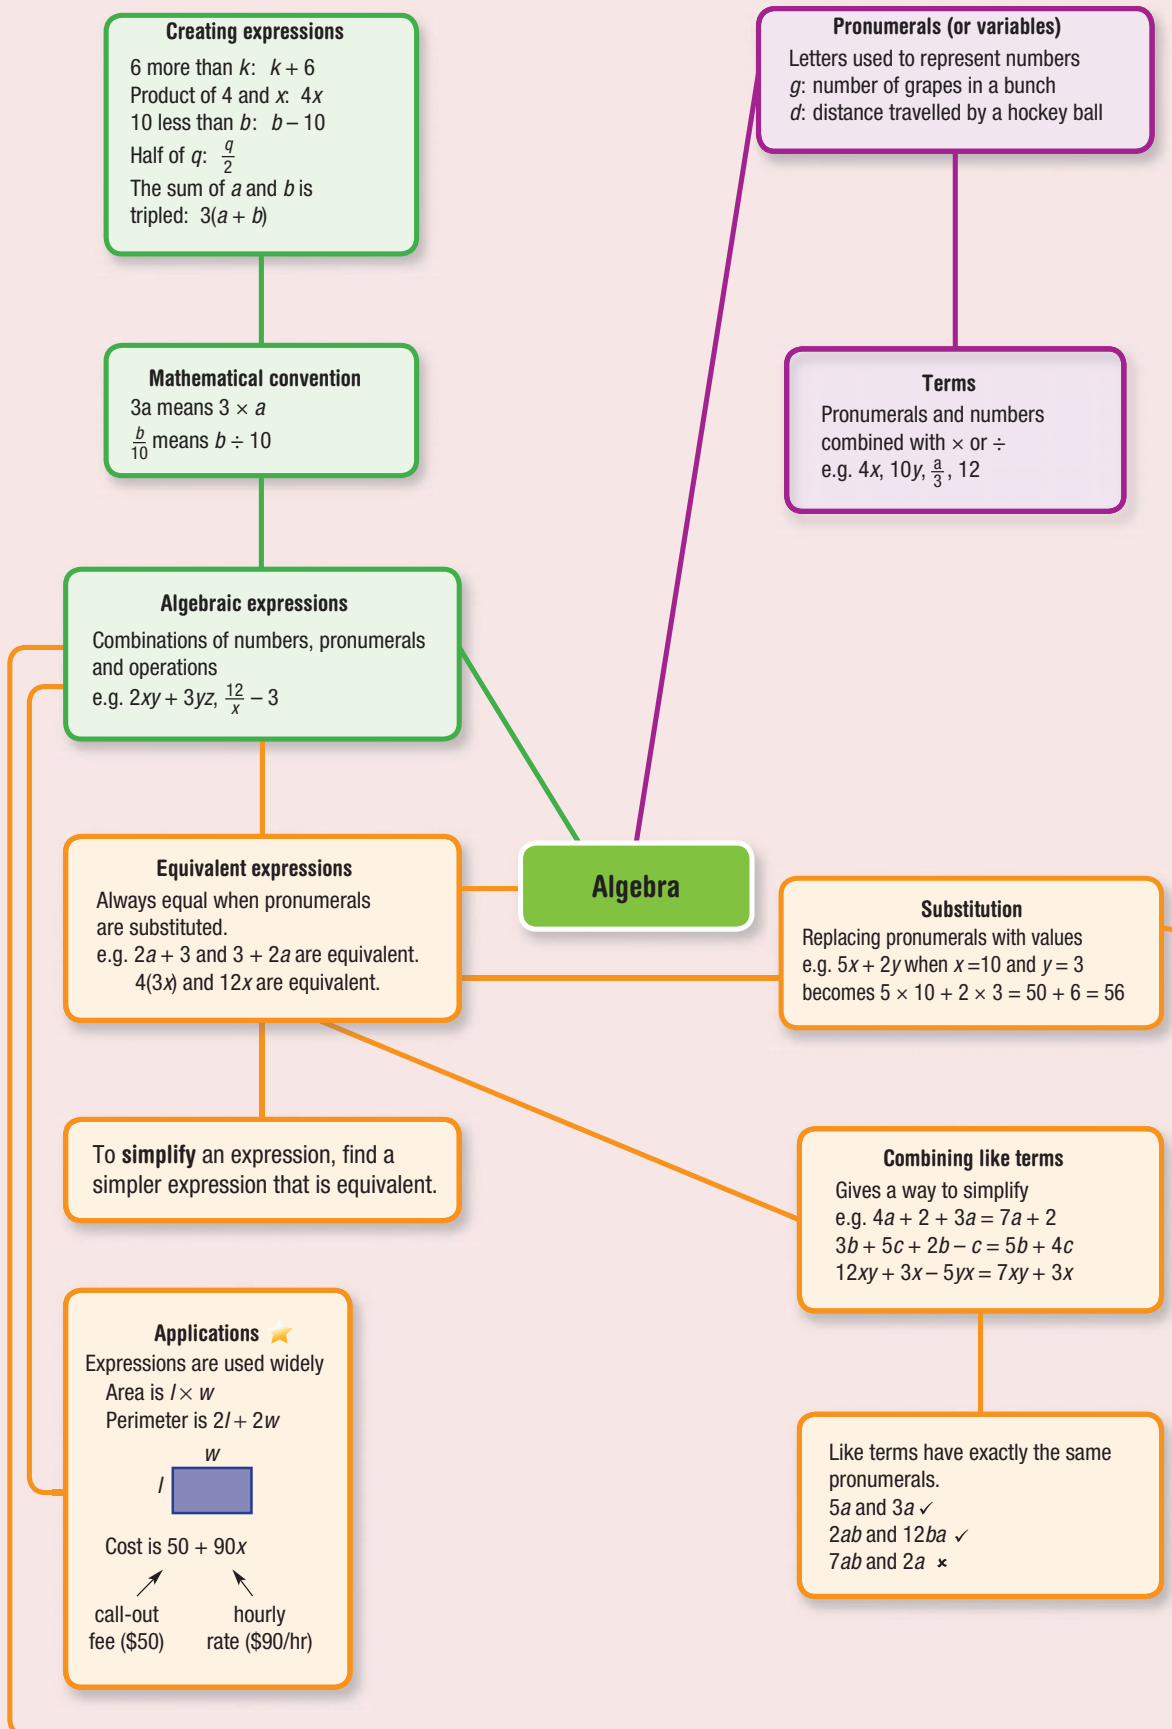 Creating expressions
6 more than k: k + 6
Product of 4 and x: 4x
10 less than b: b – 10
Half of q: q/2
The sum of a and b is
tripled: 3(a + b)
Pronumerals (or variables)
Letters used to represent numbers
g: number of grapes in a bunch
d: distance travelled by a hockey ball
Mathematical convention
3a means 3 × a
b/10 means b ÷ 10
Terms
Pronumerals and numbers
combined with × or ÷
e.g. 4x, 10y, a/3, 12
Algebraic expressions
Combinations of numbers, pronumerals
and operations
e.g. 2xy + 3yz, 12/x – 3
Algebra
Equivalent expressions
Always equal when pronumerals
are substituted.
e.g. 2a + 3 and 3 + 2a are equivalent.
4(3x) and 12x are equivalent.
Substitution
Replacing pronumerals with values
e.g. 5x + 2y when x =10 and y = 3
becomes 5 × 10 + 2 × 3 = 50 + 6 = 56
To simplify an expression, find a
simpler expression that is equivalent.
Combining like terms
Gives a way to simplify
e.g. 4a + 2 + 3a = 7a + 2
3b + 5c + 2b – c = 5b + 4c
12xy + 3x – 5yx = 7xy + 3x
Applications
Expressions are used widely
Area is l × w
Perimeter is 2l + 2w
w
l
Cost is 50 + 90x
call-out
fee ($50)
hourly
rate ($90/hr)
Like terms have exactly the same
pronumerals.
5a and 3a ✓
2ab and 12ba ✓
7ab and 2a ×